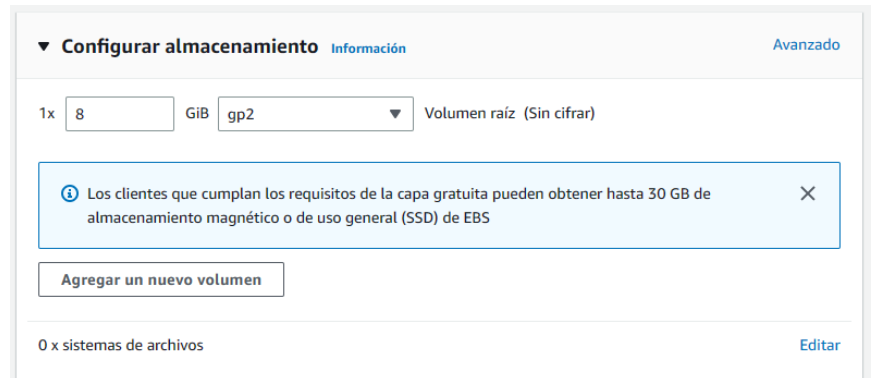 Configurar almacenamiento Información Avanzado
1x 8 GiB gp2 Volumen raíz (Sin cifrar)
Los clientes que cumplan los requisitos de la capa gratuita pueden obtener hasta 30 GB de
almacenamiento magnético o de uso general (SSD) de EBS
Agregar un nuevo volumen
0 x sistemas de archivos Editar